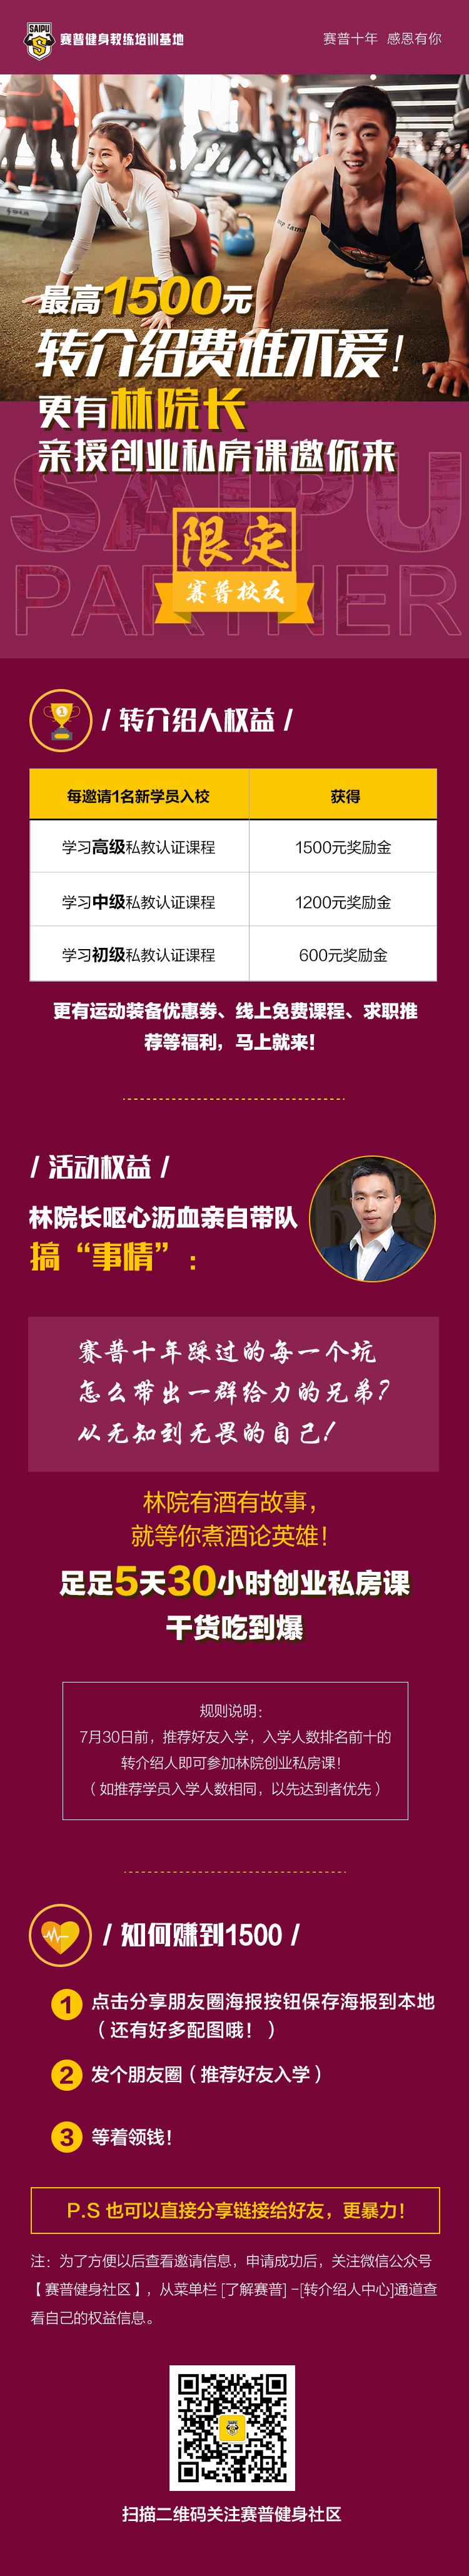 SAIPU
S
赛普健身教练培训基地
赛普十年 感恩有你
最高1500元
转介绍费谁不爱！
更有林院长
亲授创业私房课邀你来
SAIPU
PARTNER
限定
赛普校友
1
/ 转介绍人权益 /
每邀请1名新学员入校 获得
学习高级私教认证课程 1500元奖励金
学习中级私教认证课程 1200元奖励金
学习初级私教认证课程 600元奖励金
更有运动装备优惠券、线上免费课程、求职推
荐等福利，马上就来！
/ 活动权益 /
林院长呕心沥血亲自带队
搞“事情”：
赛普十年踩过的每一个坑
怎么带出一群给力的兄弟？
从无知到无畏的自己！
林院有酒有故事，
就等你煮酒论英雄！
足足5天30小时创业私房课
干货吃到爆
规则说明：
7月30日前，推荐好友入学，入学人数排名前十的
转介绍人即可参加林院创业私房课！
（如推荐学员入学人数相同，以先达到者优先）
/ 如何赚到1500 /
1 点击分享朋友圈海报按钮保存海报到本地
（还有好多配图哦！）
2 发个朋友圈（推荐好友入学）
3 等着领钱！
P.S 也可以直接分享链接给好友，更暴力！
注：为了方便以后查看邀请信息，申请成功后，关注微信公众号
【赛普健身社区】，从菜单栏 [了解赛普] -[转介绍人中心]通道查
看自己的权益信息。
扫描二维码关注赛普健身社区